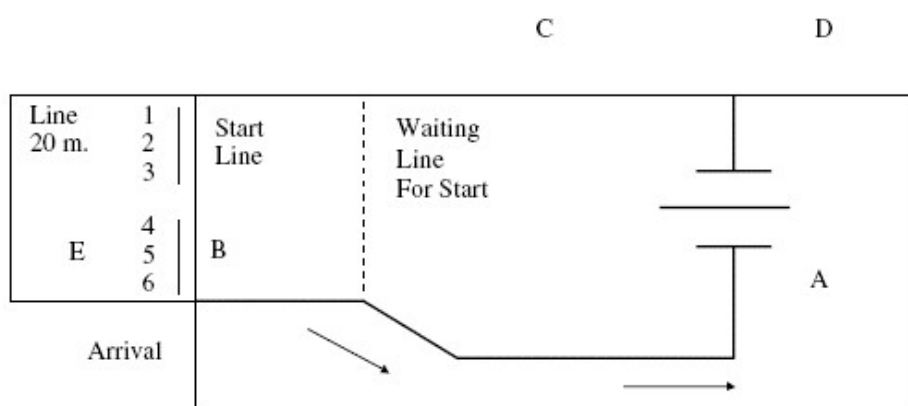 C
D
Line
20 m.
1
2
3
Start
Line
Waiting
Line
For Start
4
5
6
E
B
A
Arrival